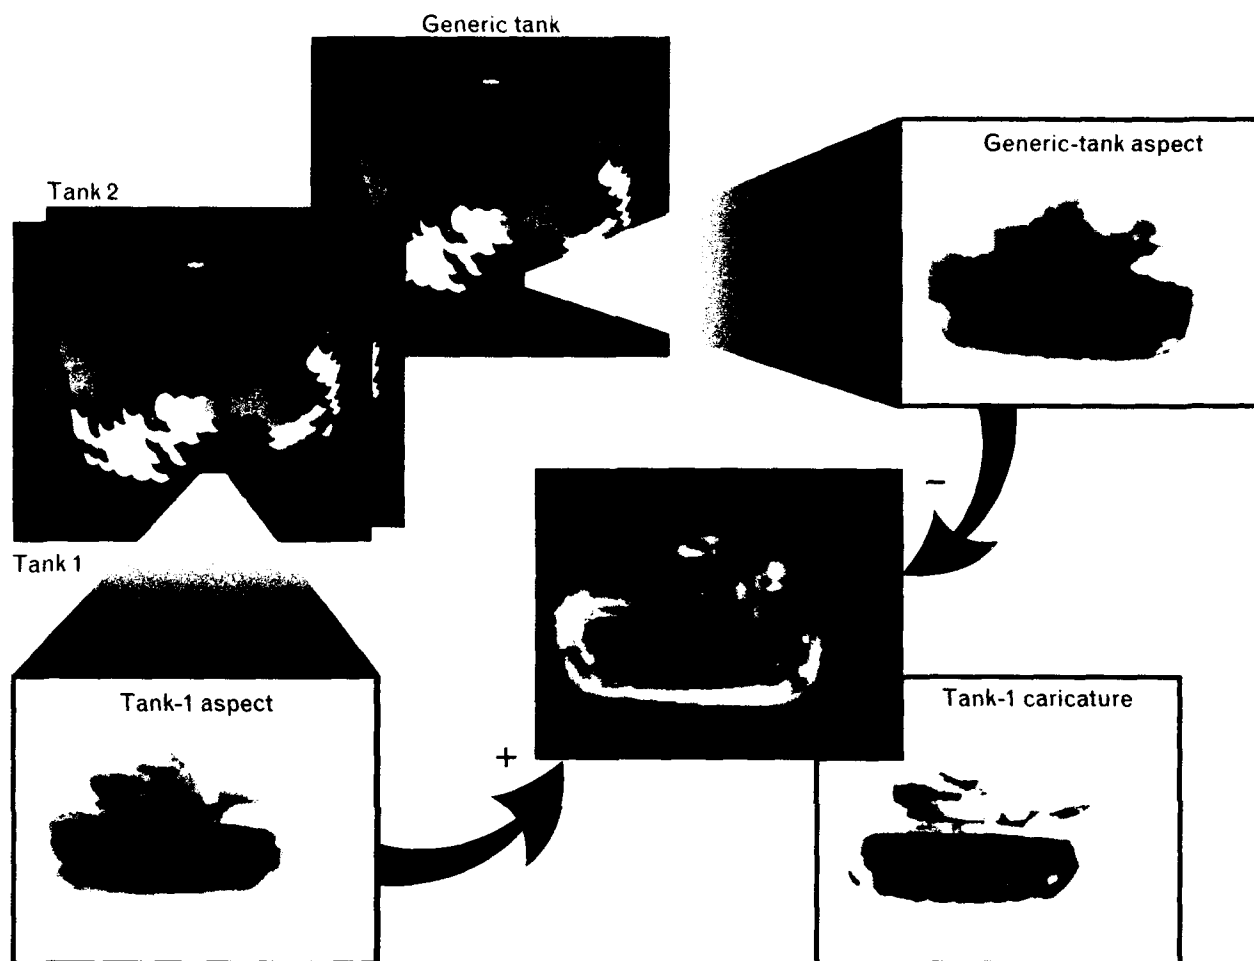 Generic tank
Generic-tank aspect
Tank 2
−
Tank 1
Tank-1 aspect
Tank-1 caricature
+